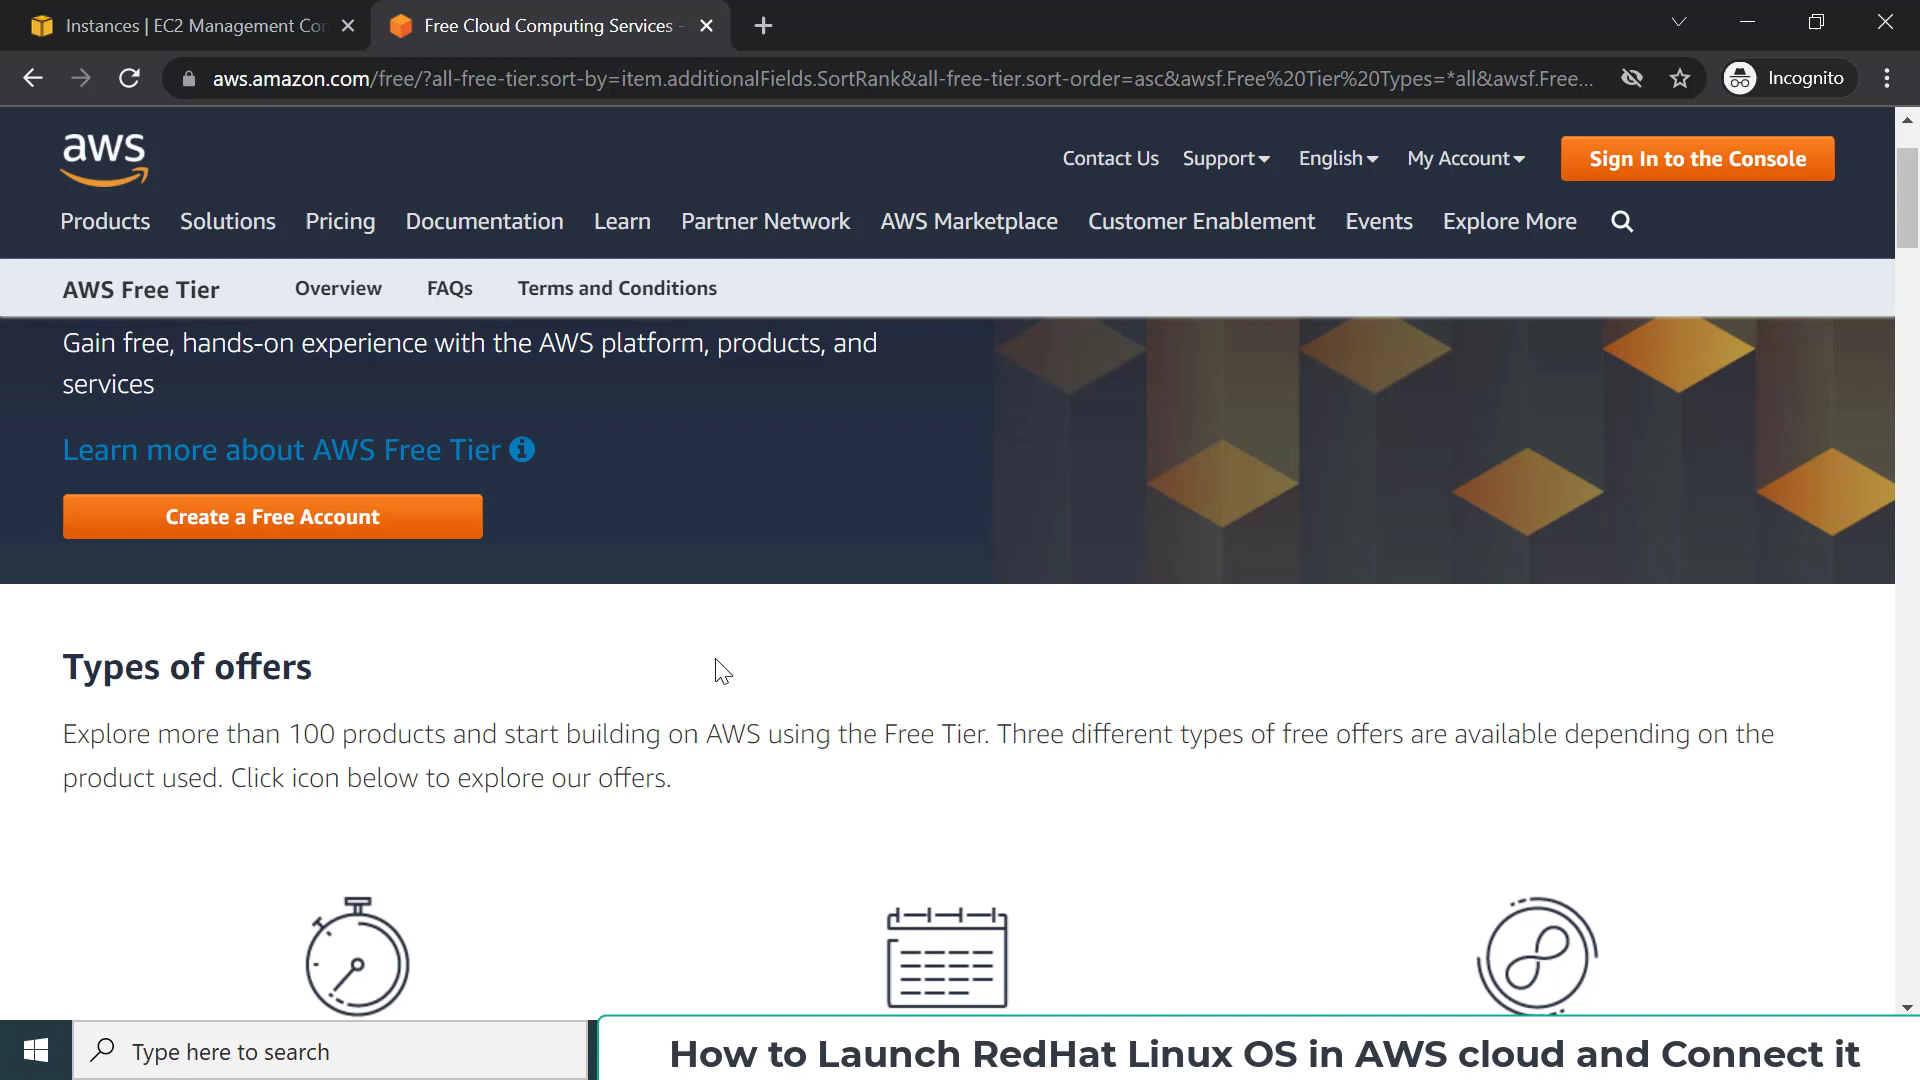 Instances | EC2 Management Con
Free Cloud Computing Services -
aws.amazon.com/free/?all-free-tier.sort-by=item.additionalFields.SortRank&all-free-tier.sort-order=asc&awsf.Free%20Tier%20Types=*all&awsf.Free...
Incognito
aws
Contact Us
Support
English
My Account
Sign In to the Console
Products
Solutions
Pricing
Documentation
Learn
Partner Network
AWS Marketplace
Customer Enablement
Events
Explore More
AWS Free Tier
Overview
FAQs
Terms and Conditions
Gain free, hands-on experience with the AWS platform, products, and
services
Learn more about AWS Free Tier
Create a Free Account
Types of offers
Explore more than 100 products and start building on AWS using the Free Tier. Three different types of free offers are available depending on the
product used. Click icon below to explore our offers.
Type here to search
How to Launch RedHat Linux OS in AWS cloud and Connect it